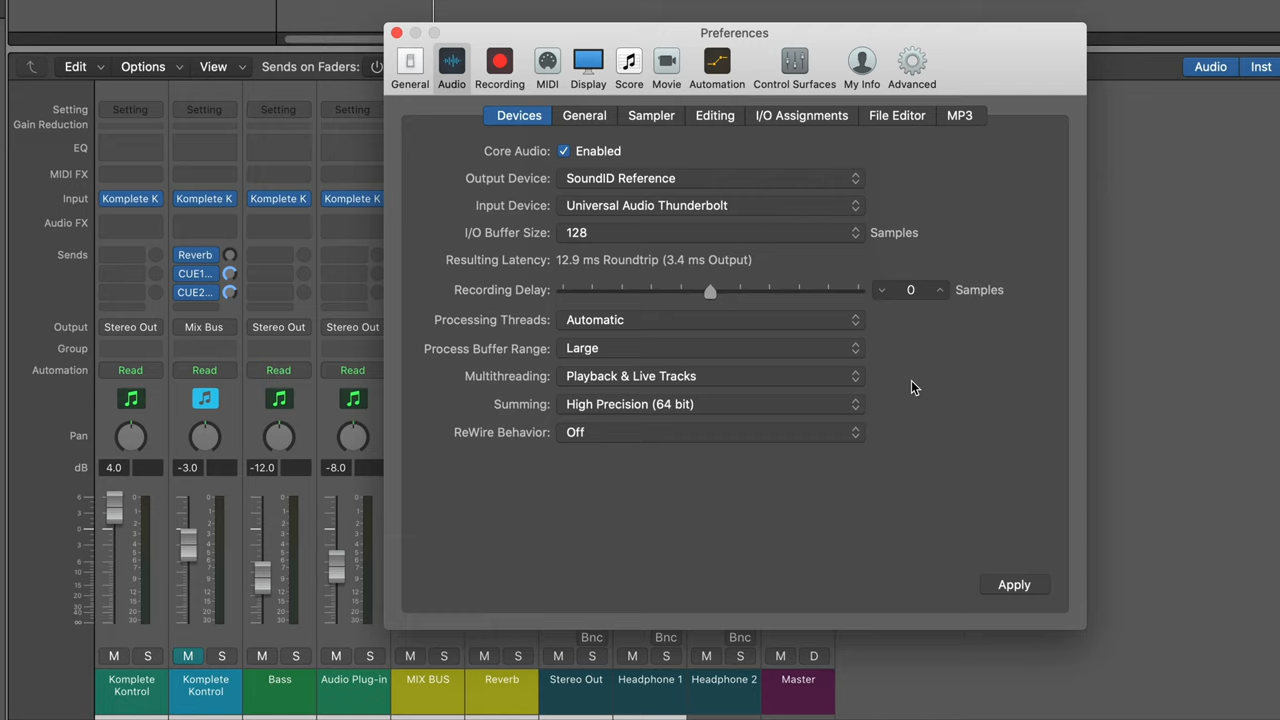 Preferences
Edit Options View Sends on Faders: Audio Inst
General Audio Recording MIDI Display Score Movie Automation Control Surfaces My Info Advanced
Devices General Sampler Editing I/O Assignments File Editor MP3
Core Audio: Enabled
Output Device: SoundID Reference
Input Device: Universal Audio Thunderbolt
I/O Buffer Size: 128 Samples
Resulting Latency: 12.9 ms Roundtrip (3.4 ms Output)
Recording Delay: 0 Samples
Processing Threads: Automatic
Process Buffer Range: Large
Multithreading: Playback & Live Tracks
Summing: High Precision (64 bit)
ReWire Behavior: Off
Apply
Setting Setting Setting Setting Setting
Gain Reduction
EQ
MIDI FX
Input Komplete K Komplete K Komplete K Komplete K
Audio FX
Sends Reverb
CUE1...
CUE2...
Output Stereo Out Mix Bus Stereo Out Stereo Out
Group
Automation Read Read Read Read
Pan
dB 4.0 -3.0 -12.0 -8.0
Bnc Bnc Bnc
M S M S M S M S M S M S M S M S M S M D
Komplete Kontrol
Komplete Kontrol
Bass
Audio Plug-in
MIX BUS
Reverb
Stereo Out
Headphone 1
Headphone 2
Master